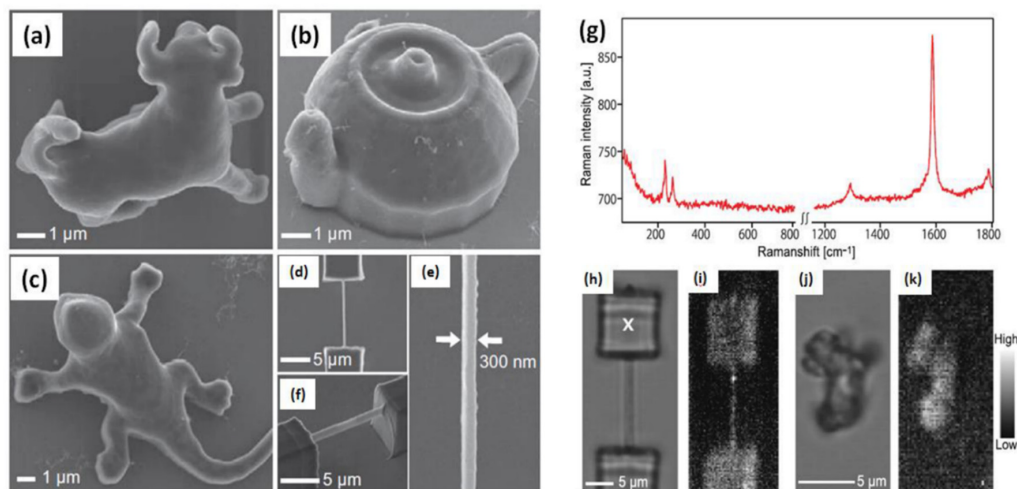 (a)
1 µm
(b)
1 µm
(c)
1 µm
(d)
5 µm
(e)
300 nm
(f)
5 µm
(g)
Raman intensity [a.u.]
850
800
750
700
200 400 600 800 1200 1400 1600 1800
Ramanshift [cm⁻¹]
(h)
X
5 µm
(i)
(j)
5 µm
(k)
High
Low